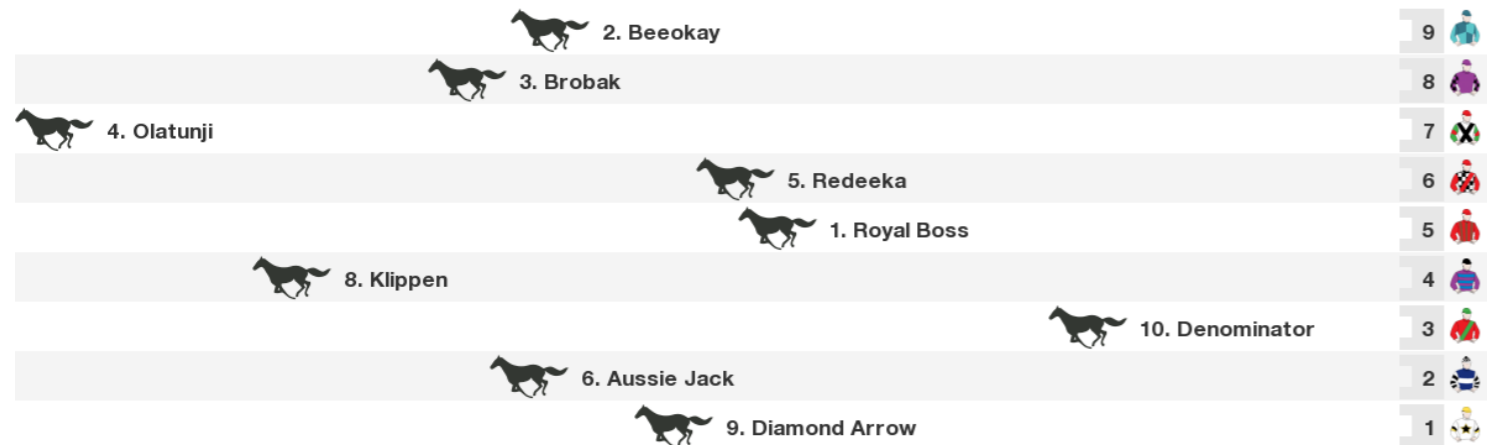 2. Beeokay 9
3. Brobak 8
4. Olatunji 7
5. Redeeka 6
1. Royal Boss 5
8. Klippen 4
10. Denominator 3
6. Aussie Jack 2
9. Diamond Arrow 1